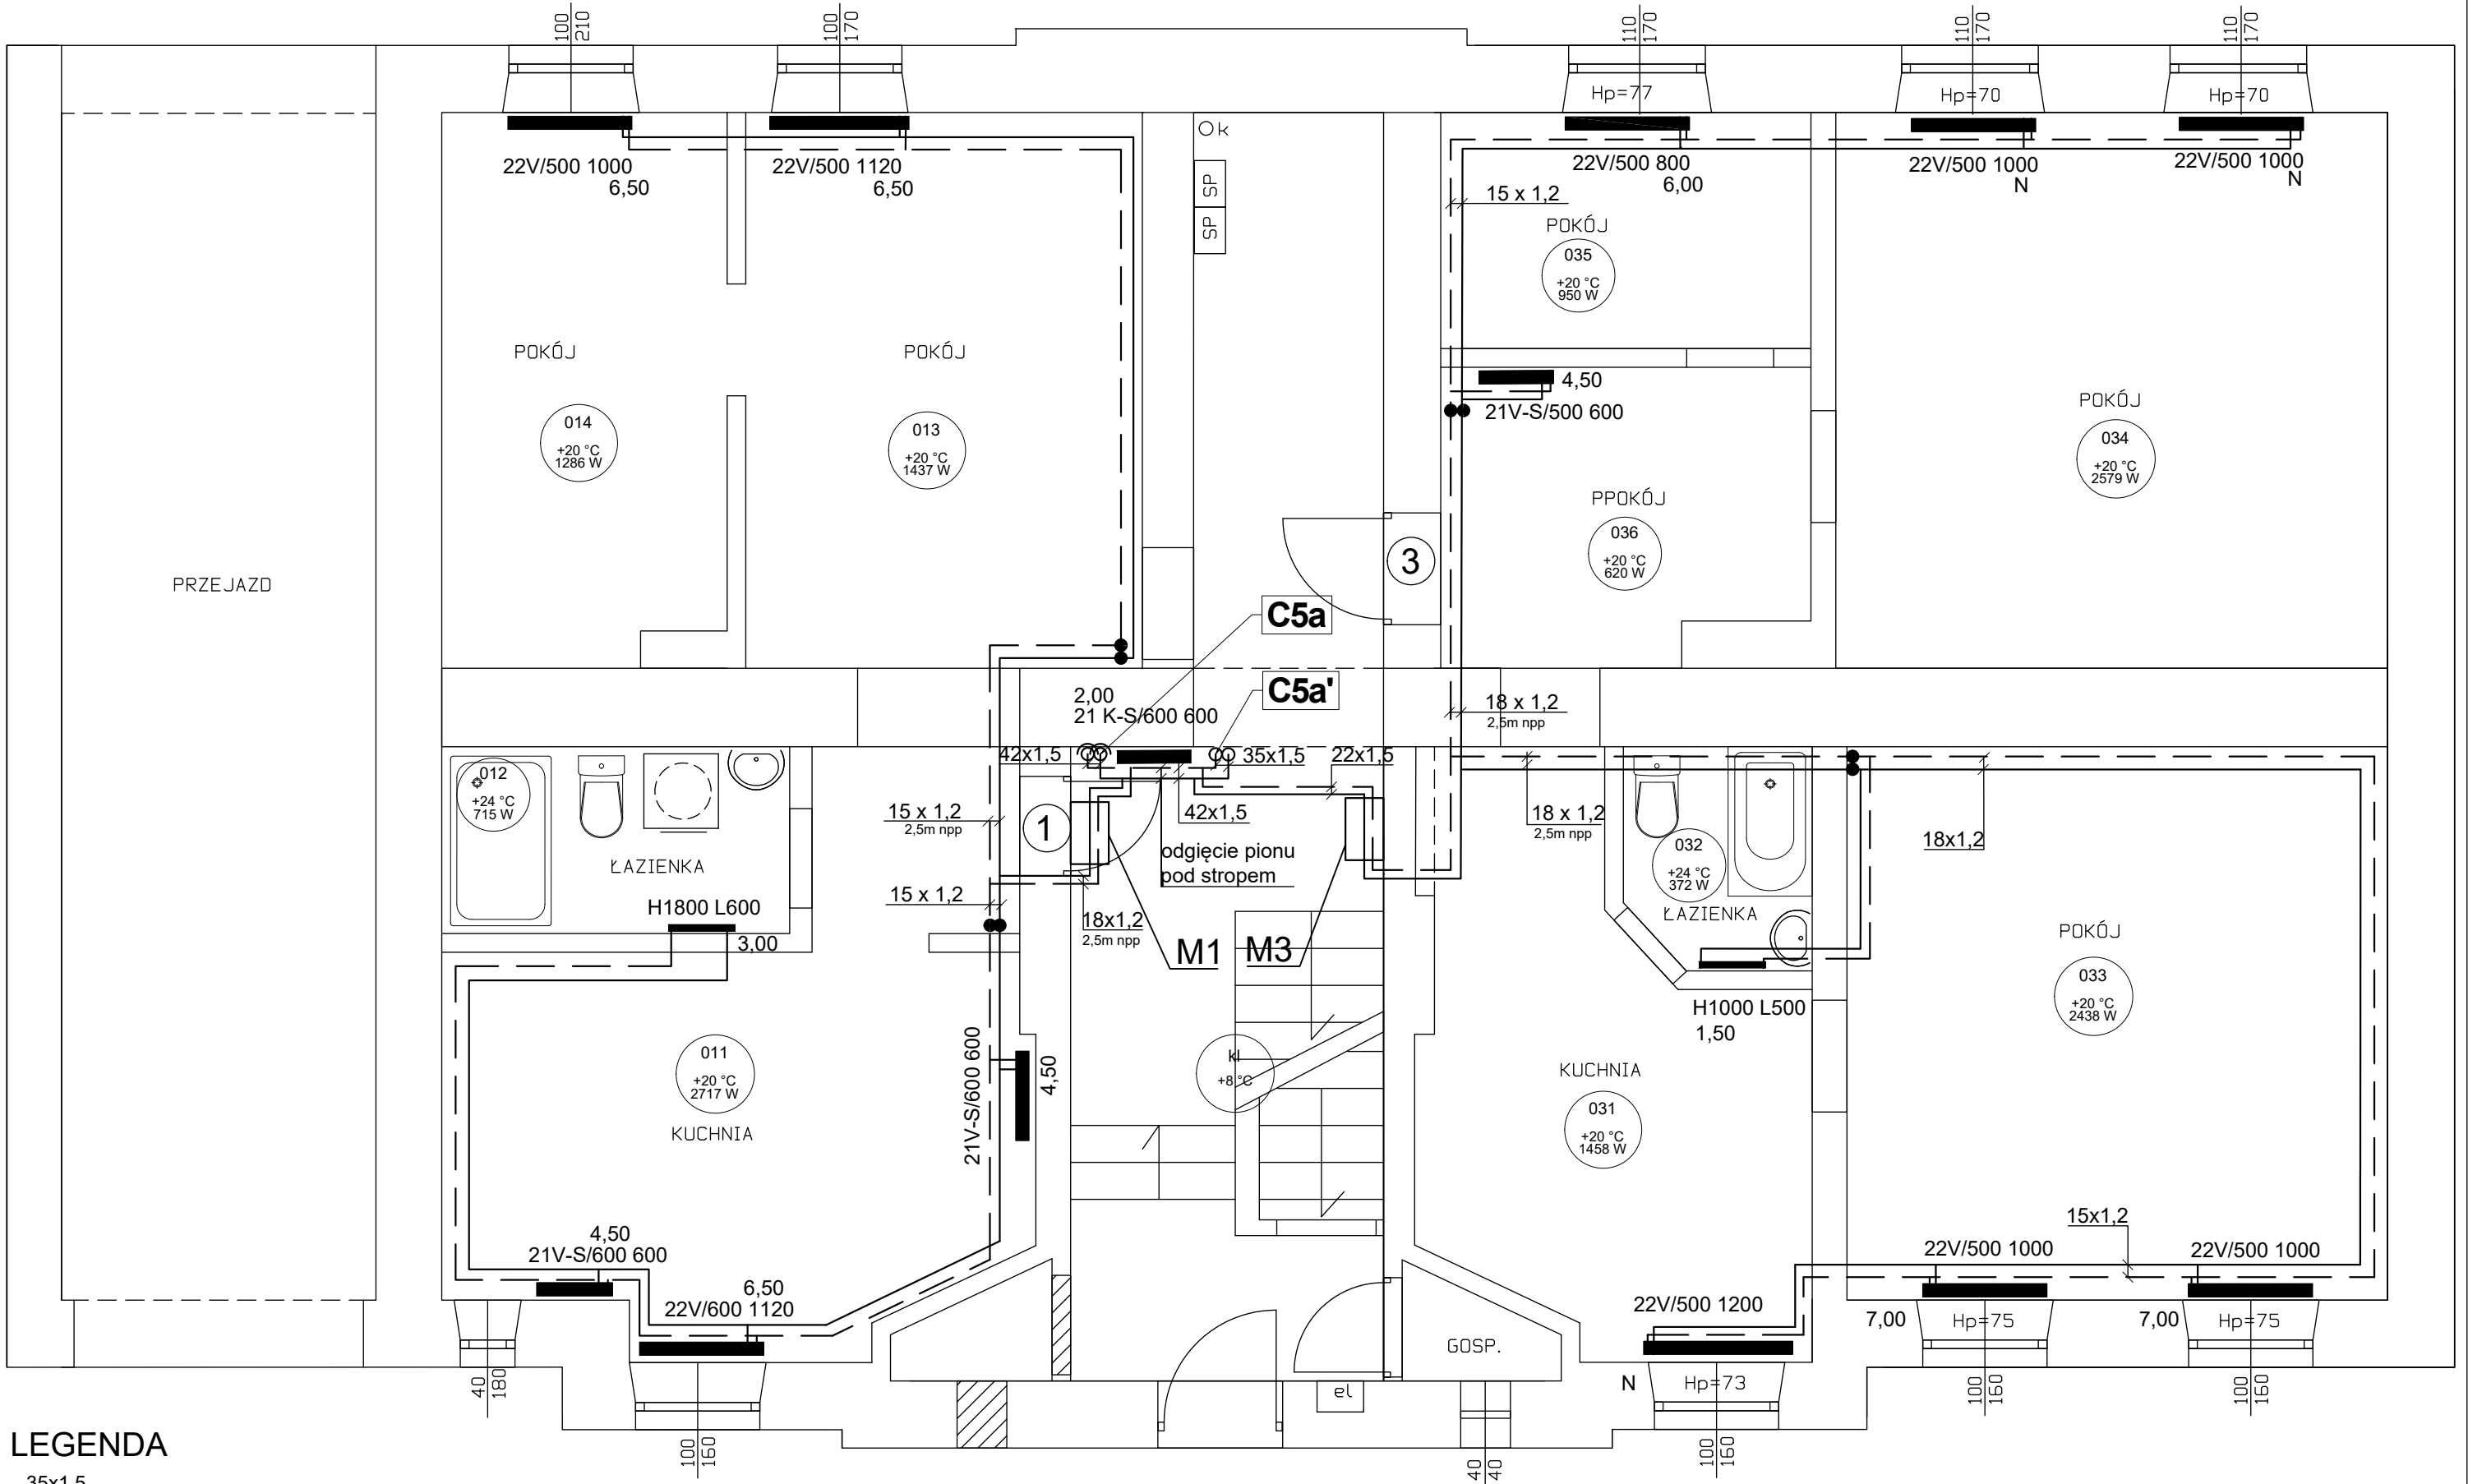 100
210
100
170
110
170
110
170
110
170
Hp=77
Hp=70
Hp=70
Ok
SP
SP
22V/500 1000
6,50
22V/500 1120
6,50
22V/500 800
6,00
22V/500 1000
N
22V/500 1000
N
15 x 1,2
POKÓJ
035
+20 °C
950 W
POKÓJ
014
+20 °C
1286 W
POKÓJ
013
+20 °C
1437 W
4,50
21V-S/500 600
POKÓJ
034
+20 °C
2579 W
PPOKÓJ
036
+20 °C
620 W
3
PRZEJAZD
C5a
C5a'
2,00
21 K-S/600 600
18 x 1,2
2,5m npp
42x1,5
35x1,5
22x1,5
42x1,5
012
+24 °C
715 W
ŁAZIENKA
H1800 L600
3,00
15 x 1,2
2,5m npp
1
15 x 1,2
18x1,2
2,5m npp
odgięcie pionu
pod stropem
M1
M3
18 x 1,2
2,5m npp
032
+24 °C
372 W
ŁAZIENKA
18x1,2
H1000 L500
1,50
POKÓJ
033
+20 °C
2438 W
011
+20 °C
2717 W
KUCHNIA
21V-S/600 600
4,50
kl
+8 °C
KUCHNIA
031
+20 °C
1458 W
4,50
21V-S/600 600
6,50
22V/600 1120
15x1,2
22V/500 1000
22V/500 1000
22V/500 1200
7,00
Hp=75
7,00
Hp=75
GOSP.
el
N
Hp=73
40
180
100
160
40
40
100
160
100
160
100
160
LEGENDA
35x1,5